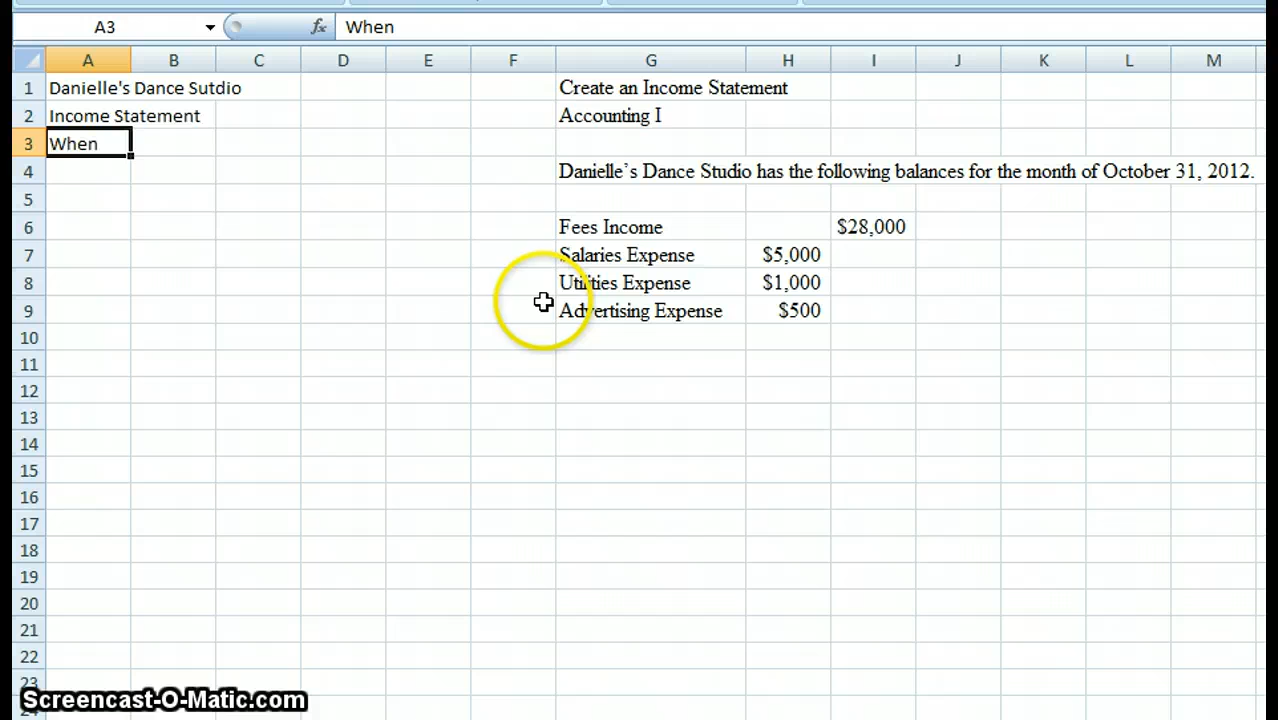 A3 fx When
A B C D E F G H I J K L M
1 Danielle's Dance Sutdio Create an Income Statement
2 Income Statement Accounting I
3 When
4 Danielle’s Dance Studio has the following balances for the month of October 31, 2012.
5
6 Fees Income $28,000
7 Salaries Expense $5,000
8 Utilities Expense $1,000
9 Advertising Expense $500
10
11
12
13
14
15
16
17
18
19
20
21
22
23
Screencast-O-Matic.com
24